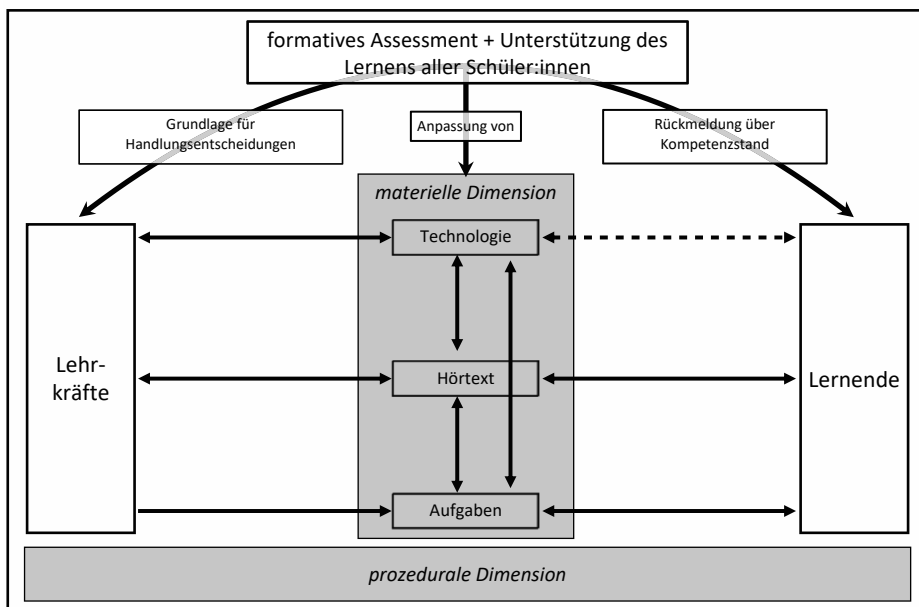 formatives Assessment + Unterstützung des
Lernens aller Schüler:innen
Grundlage für
Handlungsentscheidungen
Anpassung von
Rückmeldung über
Kompetenzstand
materielle Dimension
Technologie
Lehr-
kräfte
Hörtext
Lernende
Aufgaben
prozedurale Dimension